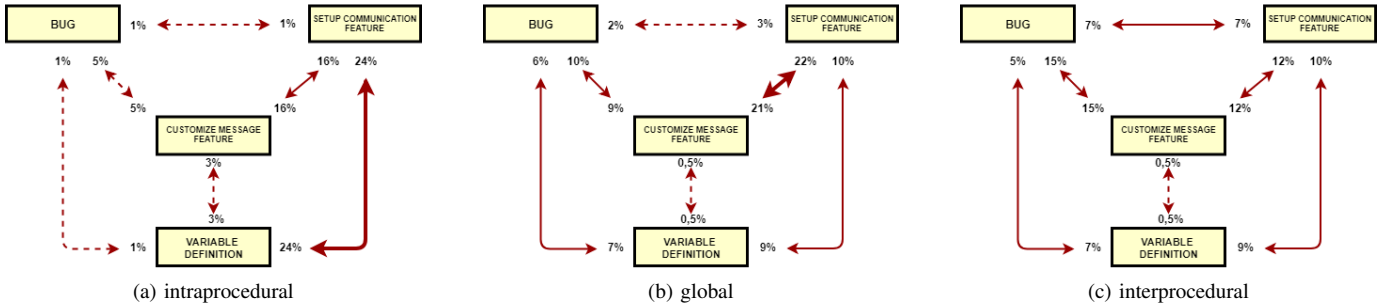 BUG
1%
1%
SETUP COMMUNICATION
FEATURE
1%
5%
16%
24%
5%
16%
CUSTOMIZE MESSAGE
FEATURE
3%
3%
1%
VARIABLE
DEFINITION
24%
(a) intraprocedural
BUG
2%
3%
SETUP COMMUNICATION
FEATURE
6%
10%
22%
10%
9%
21%
CUSTOMIZE MESSAGE
FEATURE
0,5%
0,5%
7%
VARIABLE
DEFINITION
9%
(b) global
BUG
7%
7%
SETUP COMMUNICATION
FEATURE
5%
15%
12%
10%
15%
12%
CUSTOMIZE MESSAGE
FEATURE
0,5%
0,5%
7%
VARIABLE
DEFINITION
9%
(c) interprocedural